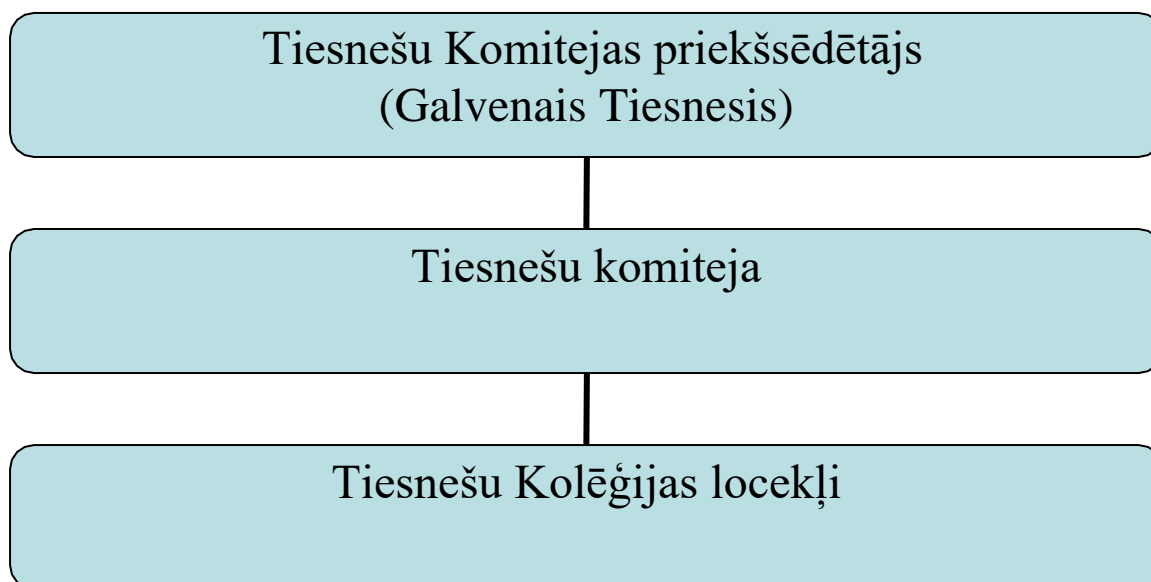 Tiesnešu Komitejas priekšsēdētājs
(Galvenais Tiesnesis)
Tiesnešu komiteja
Tiesnešu Kolēģijas locekļi